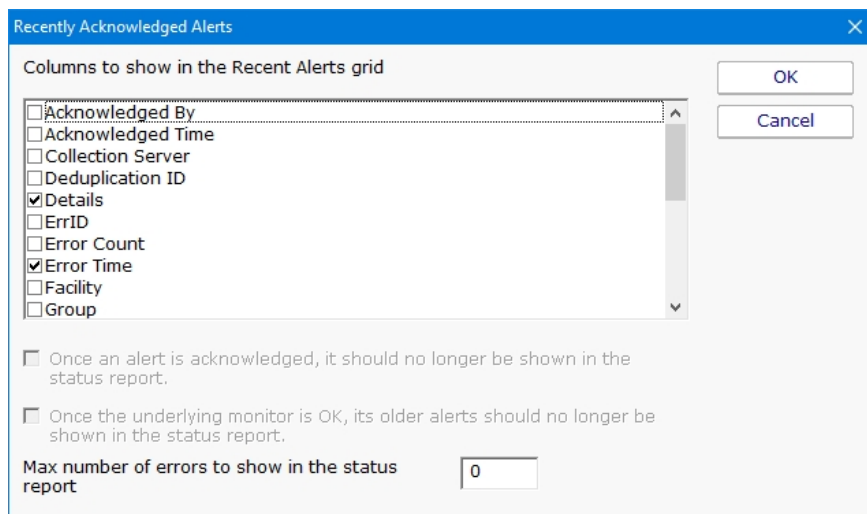 Recently Acknowledged Alerts
Columns to show in the Recent Alerts grid
OK
Cancel
Acknowledged By
Acknowledged Time
Collection Server
Deduplication ID
Details
ErrID
Error Count
Error Time
Facility
Group
Once an alert is acknowledged, it should no longer be shown in the
status report.
Once the underlying monitor is OK, its older alerts should no longer be
shown in the status report.
Max number of errors to show in the status
report
0